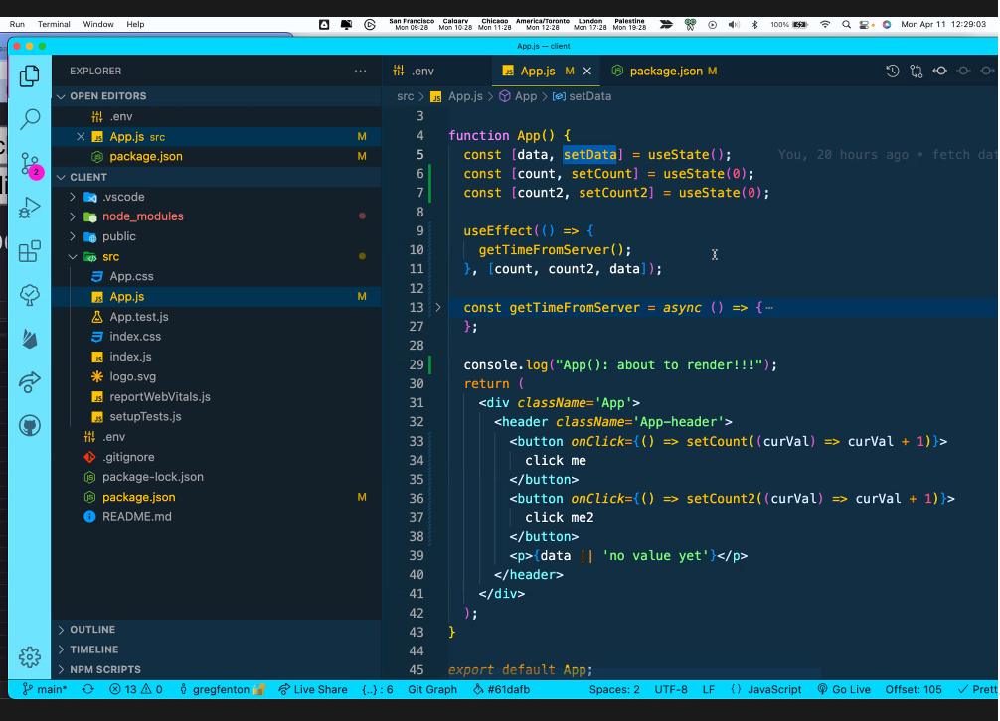 Run Terminal Window Help
San Francisco Calgary Chicago America/Toronto London Palestine
Mon 09:28 Mon 10:28 Mon 11:28 Mon 12:28 Mon 17:28 Mon 19:28
100%
Mon Apr 11 12:29:03
App.js — client
EXPLORER
.env
App.js M
package.json M
OPEN EDITORS
src > App.js > App > setData
.env
App.js src M
package.json M
CLIENT
2
.vscode
node_modules
public
src
App.css
App.js M
App.test.js
index.css
index.js
logo.svg
reportWebVitals.js
setupTests.js
.env
.gitignore
package-lock.json
package.json M
README.md
OUTLINE
TIMELINE
NPM SCRIPTS
3
4 function App() {
5 const [data, setData] = useState(); You, 20 hours ago • fetch dat
6 const [count, setCount] = useState(0);
7 const [count2, setCount2] = useState(0);
8
9 useEffect(() => {
10 getTimeFromServer();
11 }, [count, count2, data]);
12
13 const getTimeFromServer = async () => {⋯
27 };
28
29 console.log("App(): about to render!!!");
30 return (
31 <div className='App'>
32 <header className='App-header'>
33 <button onClick={() => setCount((curVal) => curVal + 1)}>
34 click me
35 </button>
36 <button onClick={() => setCount2((curVal) => curVal + 1)}>
37 click me2
38 </button>
39 <p>{data || 'no value yet'}</p>
40 </header>
41 </div>
42 );
43 }
44
45 export default App;
main* 13 0 gregfenton Live Share {..} : 6 Git Graph #61dafb Spaces: 2 UTF-8 LF {} JavaScript Go Live Offset: 105 Prett